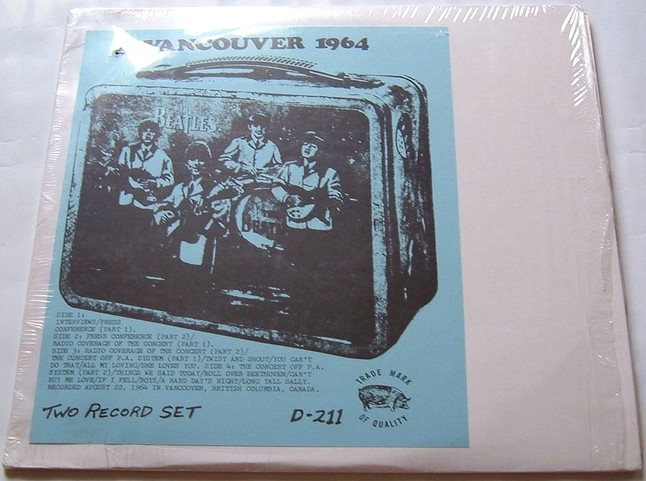 VANCOUVER 1964
THE
BEATLES
THE
BEATLES
SIDE 1:
INTERVIEWS/PRESS
CONFERENCE (PART 1).
SIDE 2: PRESS CONFERENCE (PART 2)/
RADIO COVERAGE OF THE CONCERT (PART 1).
SIDE 3: RADIO COVERAGE OF THE CONCERT (PART 2)/
THE CONCERT OFF P.A. SYSTEM (PART 1)/TWIST AND SHOUT/YOU CAN'T
DO THAT/ALL MY LOVING/SHE LOVES YOU. SIDE 4: THE CONCERT OFF P.A.
SYSTEM (PART 2)/THINGS WE SAID TODAY/ROLL OVER BEETHOVEN/CAN'T
BUY ME LOVE/IF I FELL/BOYS/A HARD DAY'S NIGHT/LONG TALL SALLY.
RECORDED AUGUST 22, 1964 IN VANCOUVER, BRITISH COLUMBIA, CANADA.
TRADE MARK
OF QUALITY
TWO RECORD SET
D-211